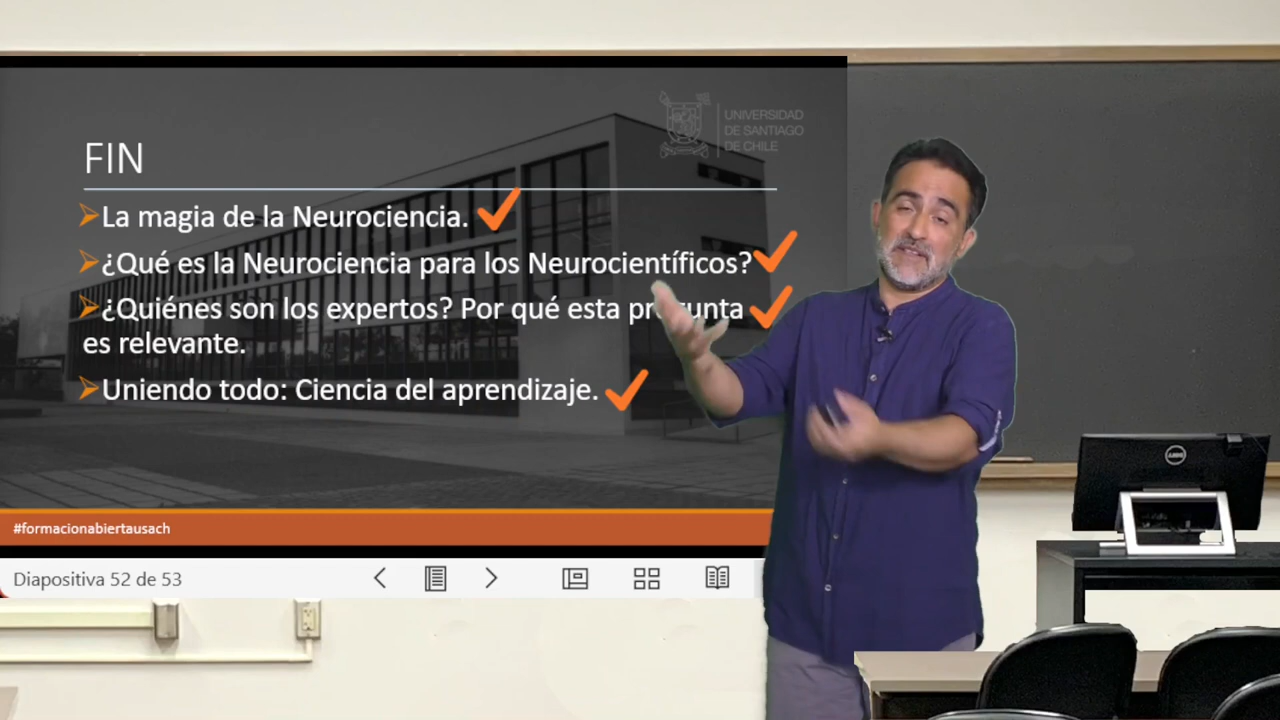 UNIVERSIDAD
DE SANTIAGO
DE CHILE
FIN
La magia de la Neurociencia.
¿Qué es la Neurociencia para los Neurocientíficos?
¿Quiénes son los expertos? Por qué esta pregunta
es relevante.
Uniendo todo: Ciencia del aprendizaje.
#formacionabiertausach
Diapositiva 52 de 53
DELL